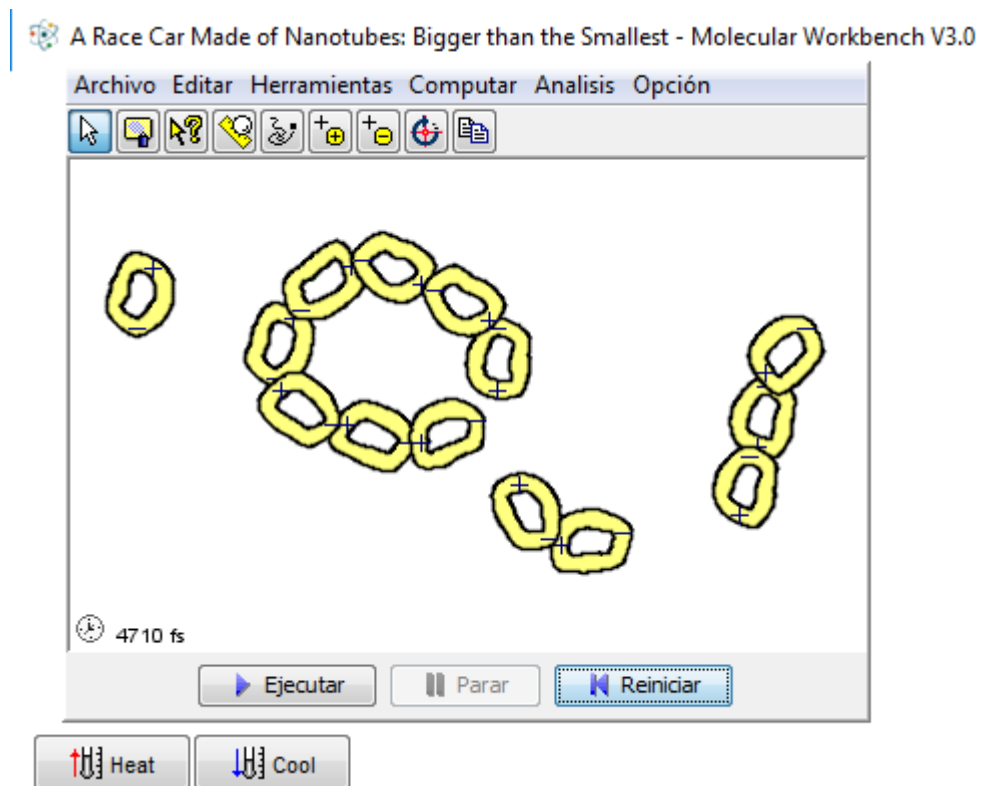 A Race Car Made of Nanotubes: Bigger than the Smallest - Molecular Workbench V3.0
Archivo Editar Herramientas Computar Analisis Opción
4710 fs
Ejecutar Parar Reiniciar
Heat Cool